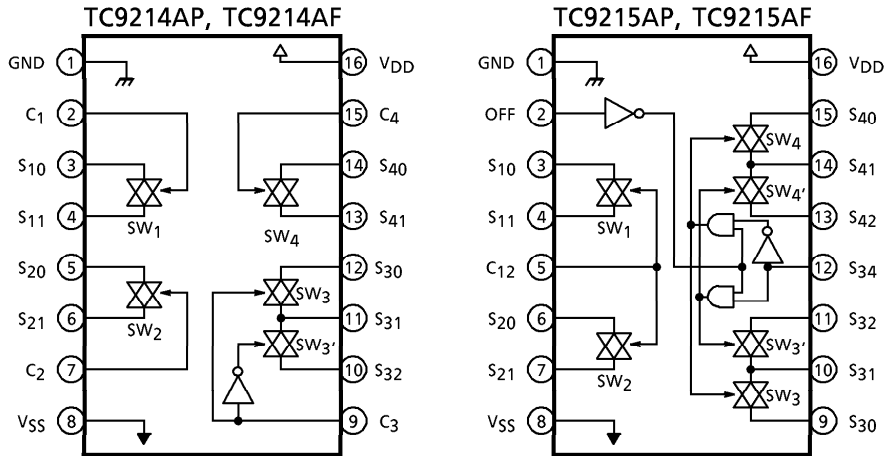 TC9214AP, TC9214AF
GND 1
16 VDD
C1 2
15 C4
S10 3
14 S40
S11 4
SW1
13 S41
SW4
S20 5
12 S30
SW3
S21 6
SW2
11 S31
SW3'
C2 7
10 S32
VSS 8
9 C3
TC9215AP, TC9215AF
GND 1
16 VDD
OFF 2
15 S40
SW4
S10 3
14 S41
SW4'
S11 4
SW1
13 S42
C12 5
12 S34
S20 6
11 S32
SW3'
S21 7
SW2
10 S31
SW3
VSS 8
9 S30